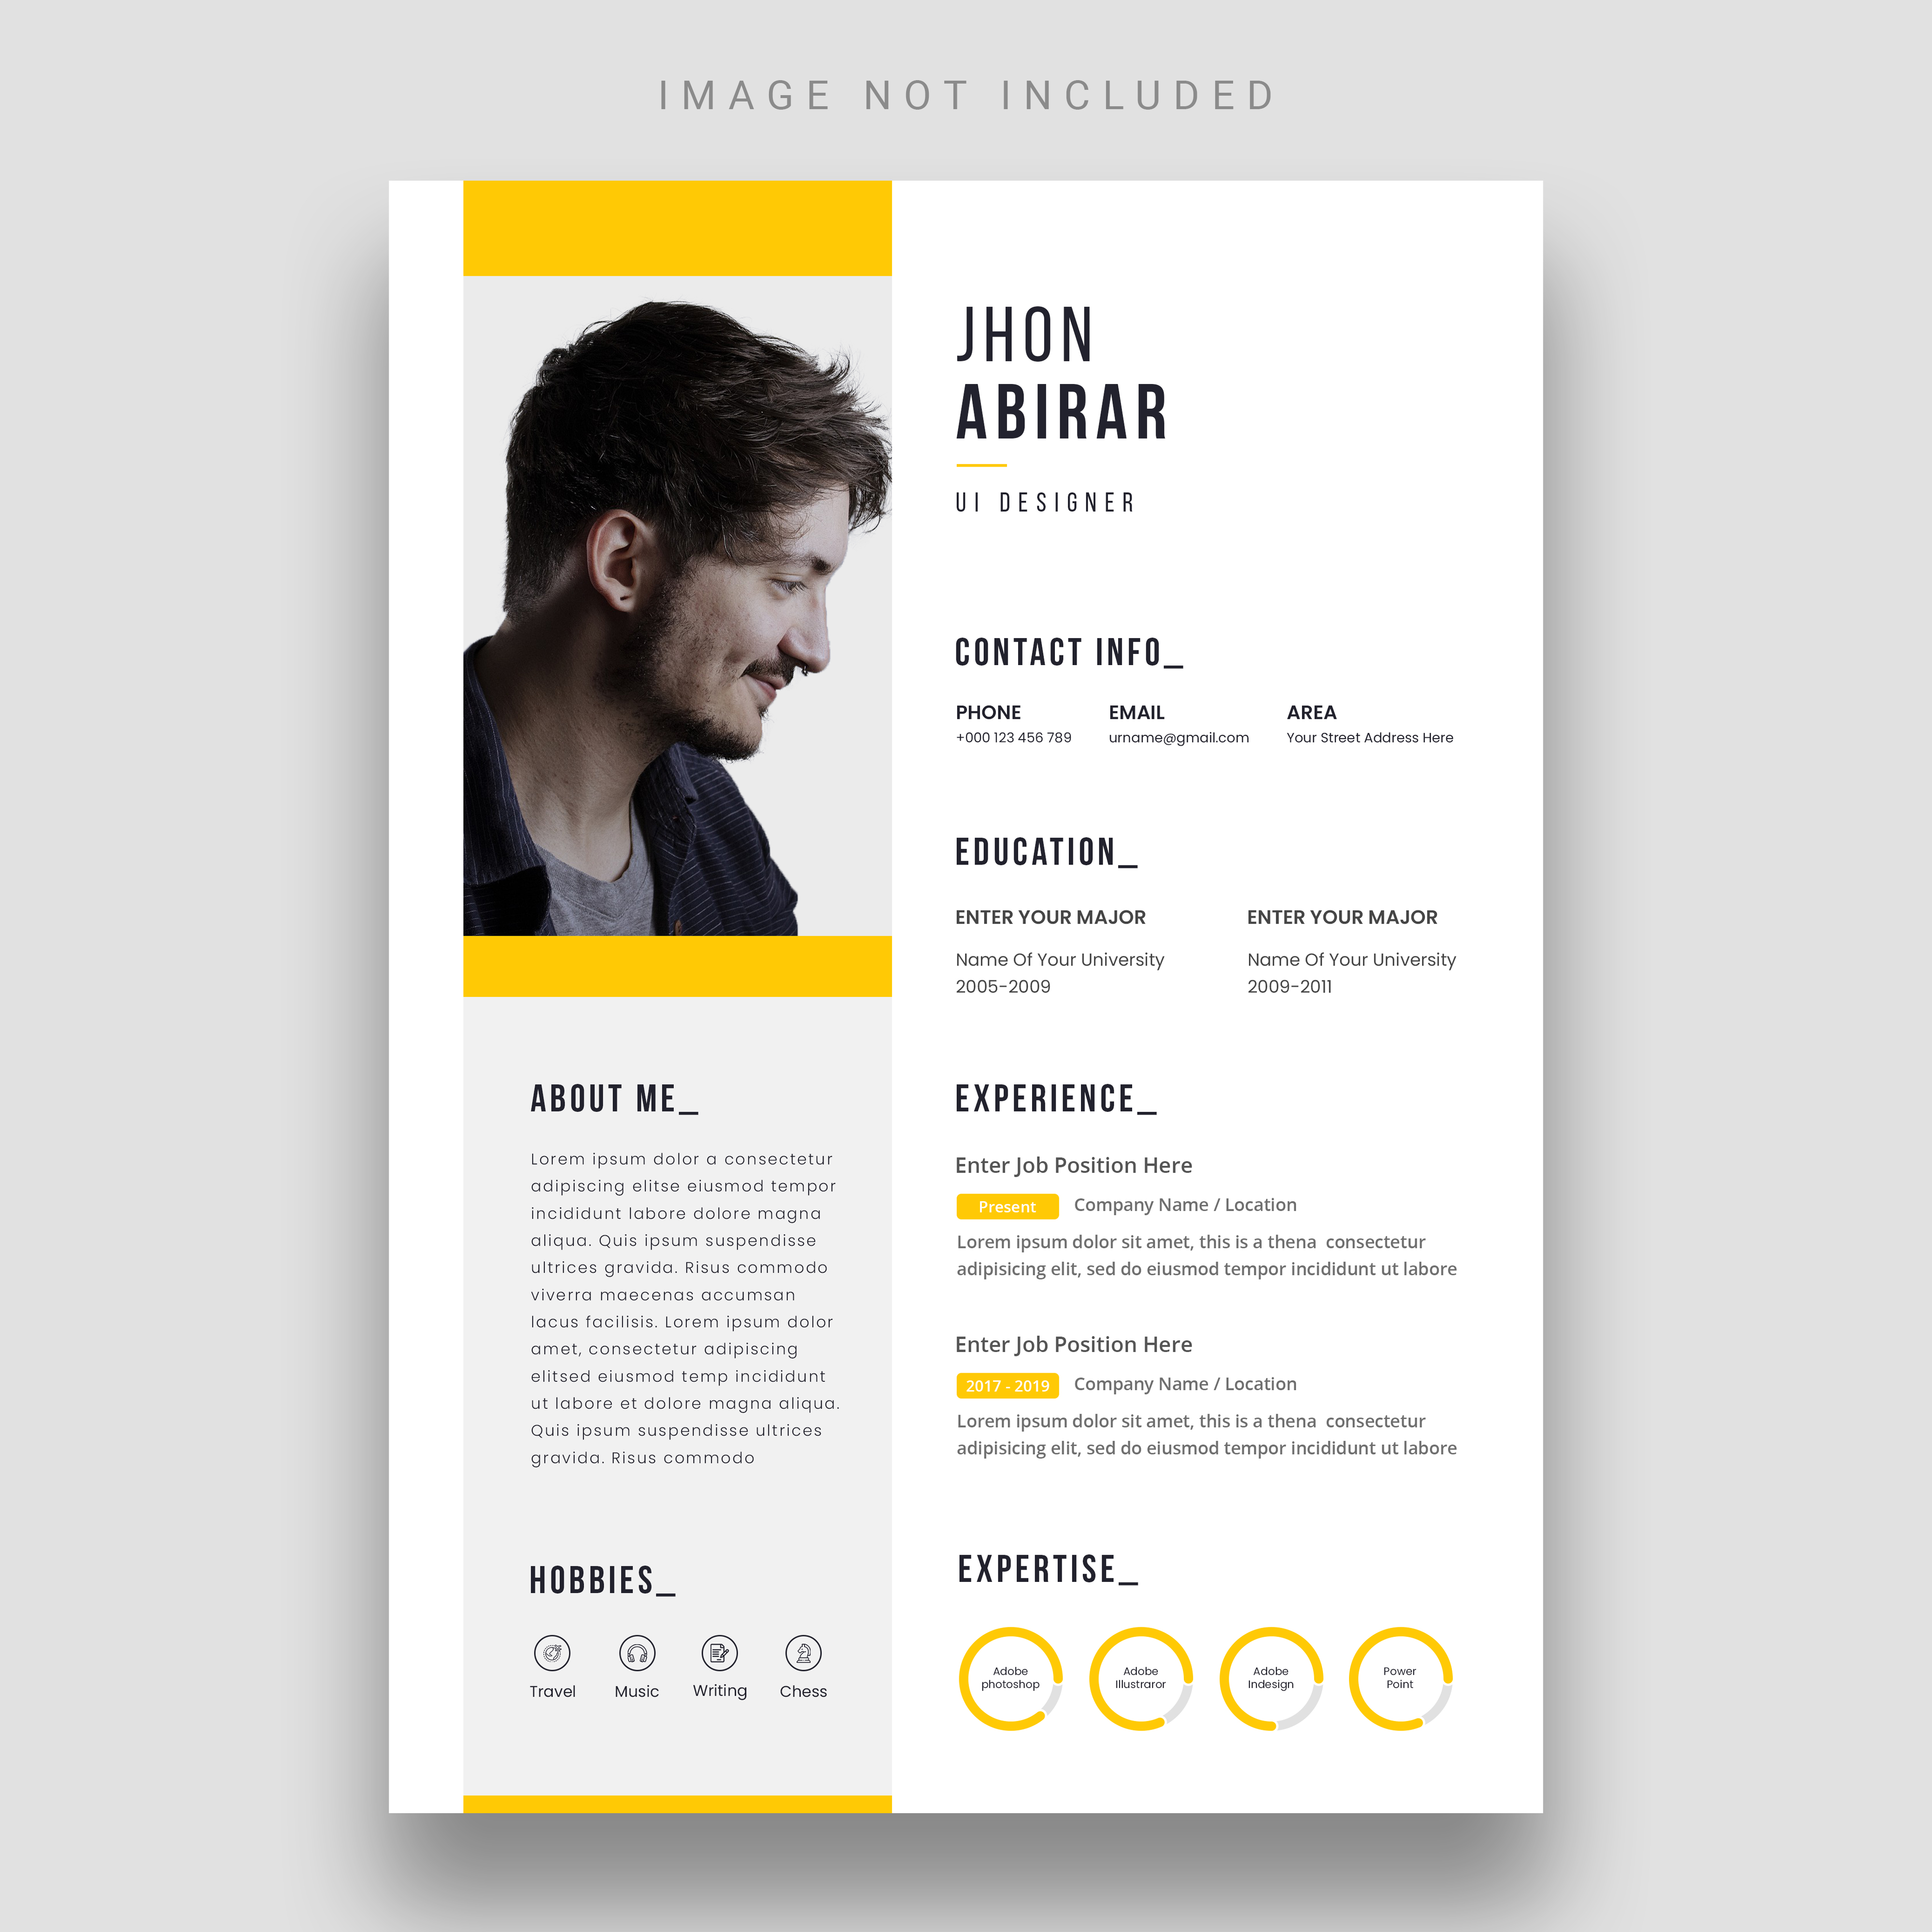 IMAGE NOT INCLUDED
JHON
ABIRAR
UI DESIGNER
CONTACT INFO_
PHONE EMAIL AREA
+000 123 456 789 urname@gmail.com Your Street Address Here
EDUCATION_
ENTER YOUR MAJOR ENTER YOUR MAJOR
Name Of Your University Name Of Your University
2005-2009 2009-2011
ABOUT ME_
Lorem ipsum dolor a consectetur
adipiscing elitse eiusmod tempor
incididunt labore dolore magna
aliqua. Quis ipsum suspendisse
ultrices gravida. Risus commodo
viverra maecenas accumsan
lacus facilisis. Lorem ipsum dolor
amet, consectetur adipiscing
elitsed eiusmod temp incididunt
ut labore et dolore magna aliqua.
Quis ipsum suspendisse ultrices
gravida. Risus commodo
HOBBIES_
Travel Music Writing Chess
EXPERIENCE_
Enter Job Position Here
Present Company Name / Location
Lorem ipsum dolor sit amet, this is a thena consectetur
adipisicing elit, sed do eiusmod tempor incididunt ut labore
Enter Job Position Here
2017 - 2019 Company Name / Location
Lorem ipsum dolor sit amet, this is a thena consectetur
adipisicing elit, sed do eiusmod tempor incididunt ut labore
EXPERTISE_
Adobe
photoshop
Adobe
Illustraror
Adobe
Indesign
Power
Point